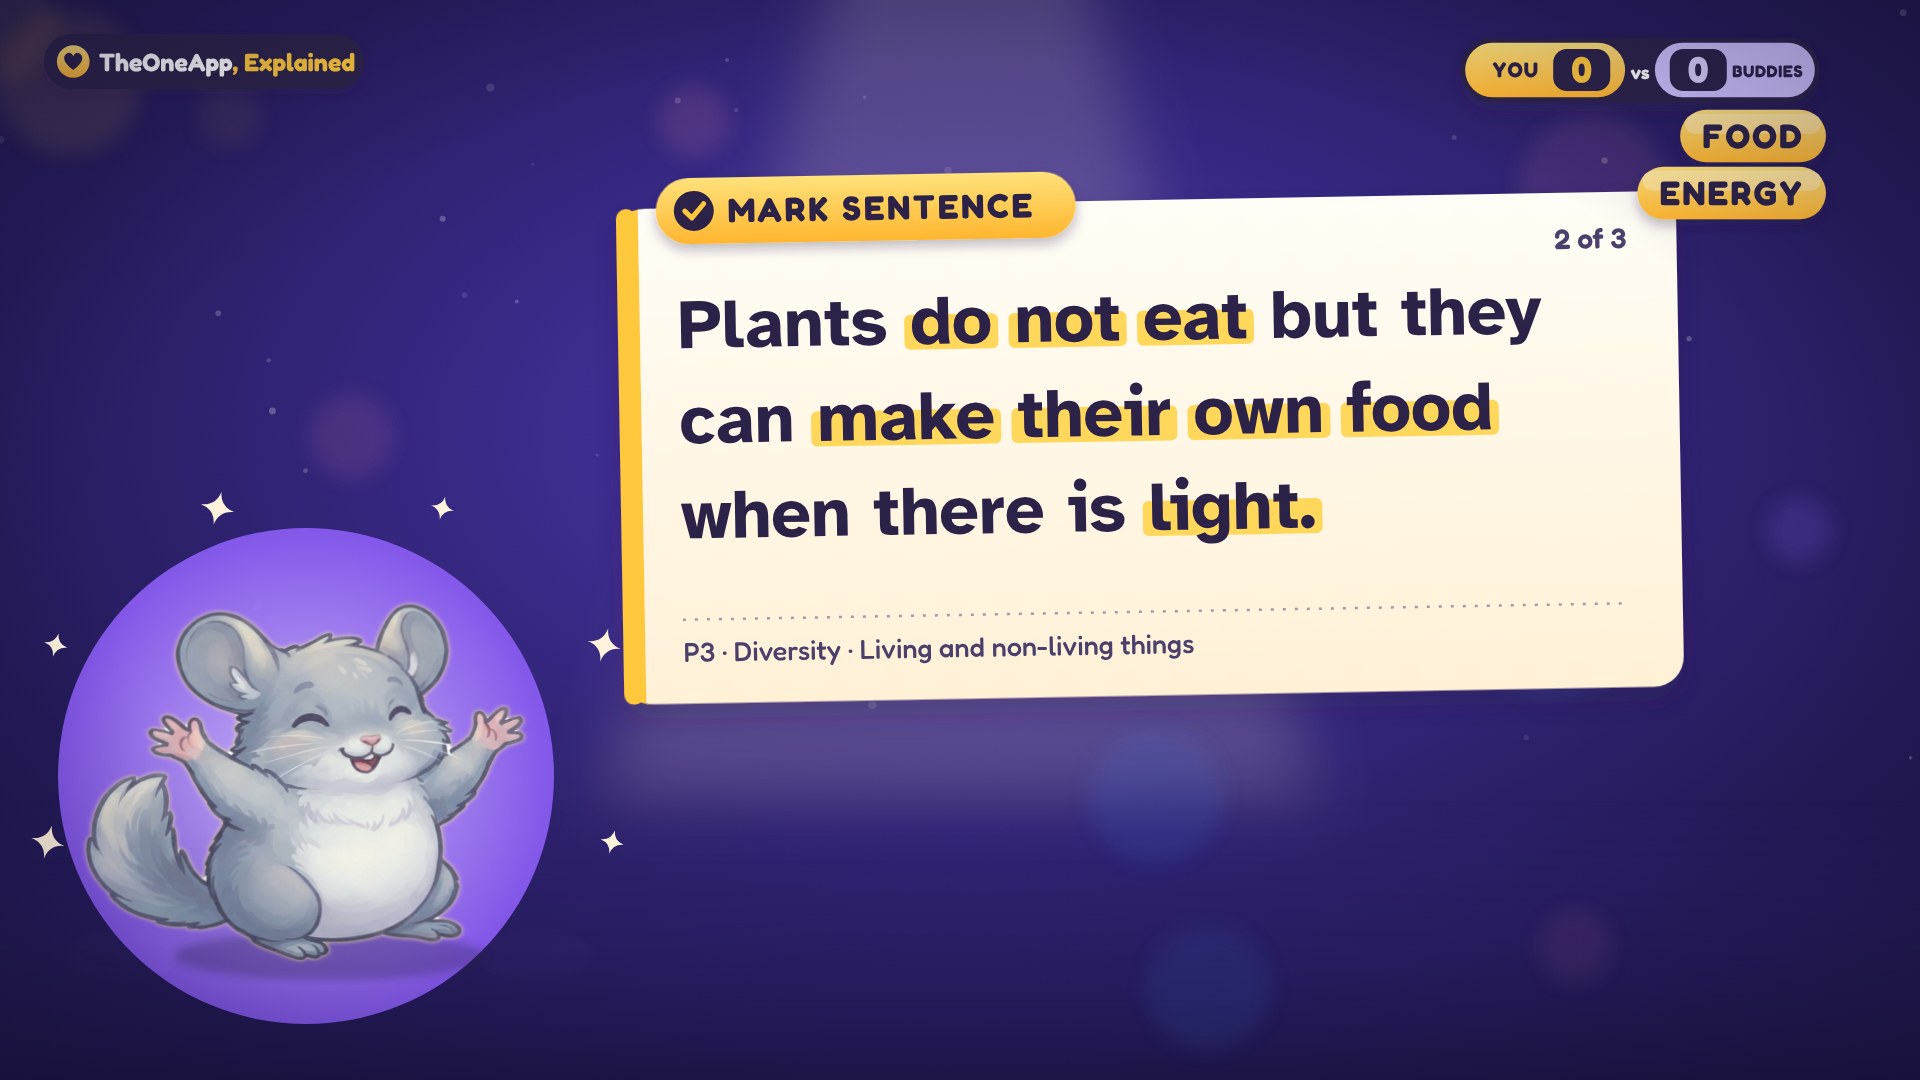 TheOneApp, Explained
YOU 0 vs 0 BUDDIES
FOOD
ENERGY
MARK SENTENCE
2 of 3
Plants do not eat but they
can make their own food
when there is light.
P3 · Diversity · Living and non-living things